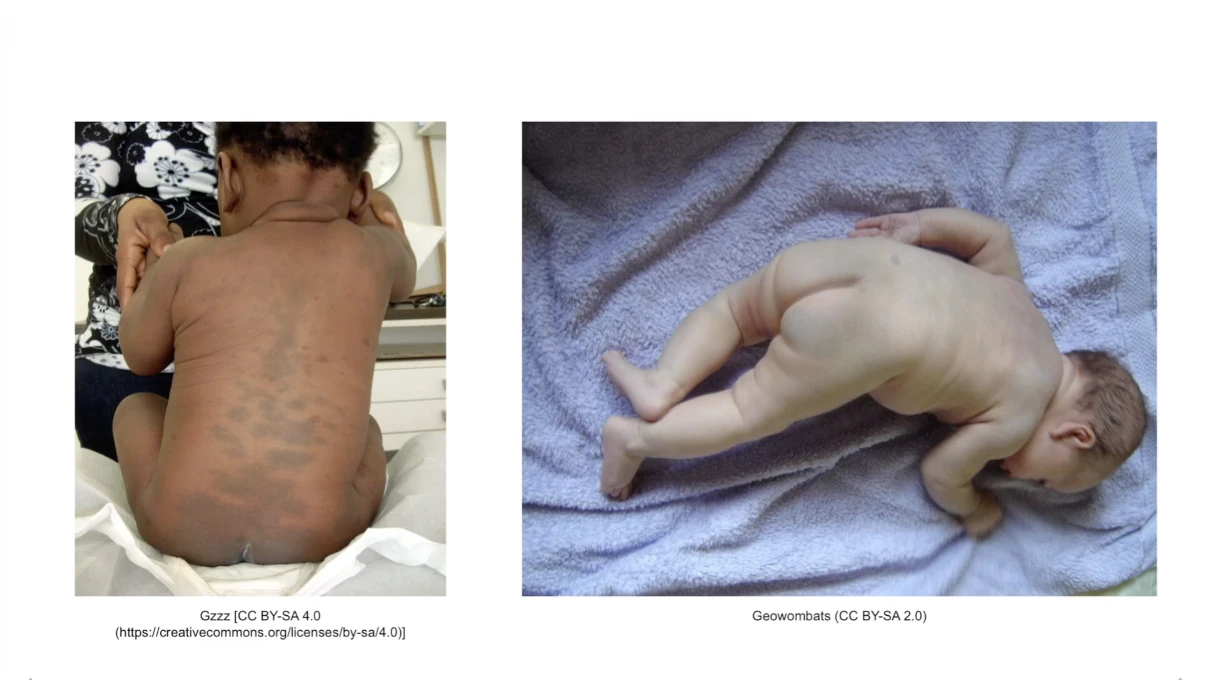 Gzzz [CC BY-SA 4.0
(https://creativecommons.org/licenses/by-sa/4.0)]
Geowombats (CC BY-SA 2.0)